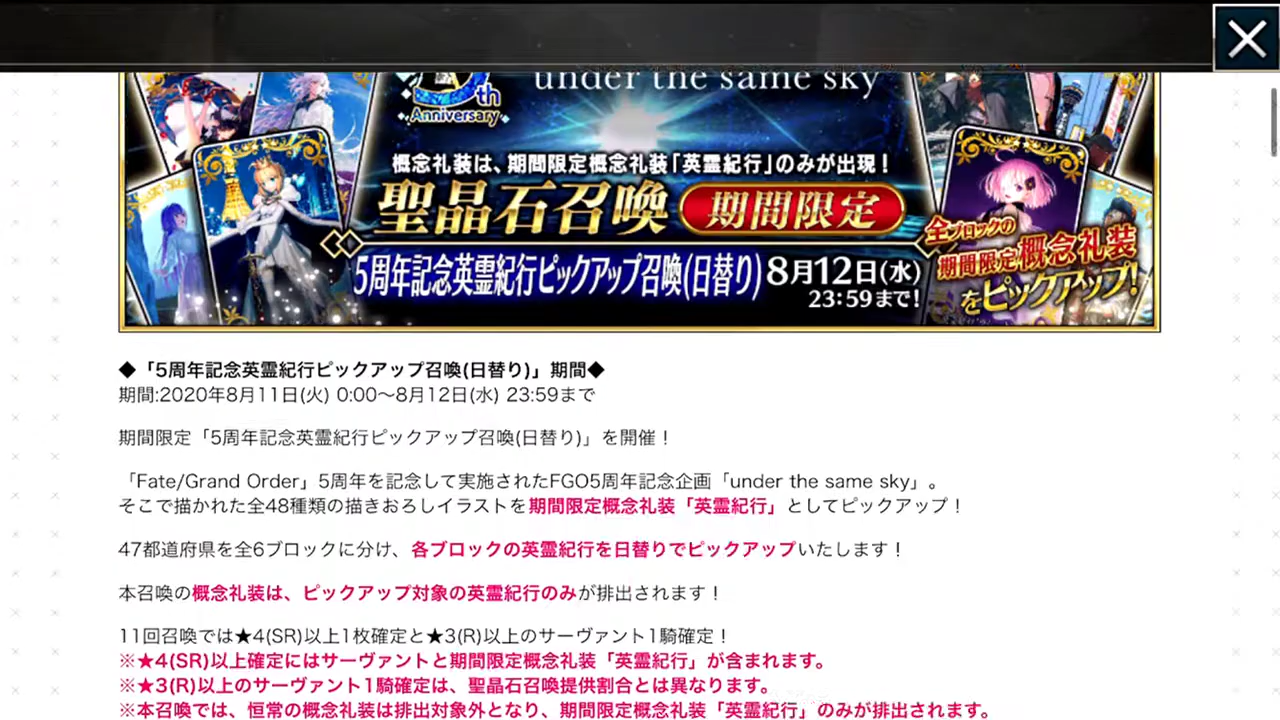 under the same sky
5th
Anniversary
概念礼装は、期間限定概念礼装「英霊紀行」のみが出現!
聖晶石召喚 期間限定
5周年記念英霊紀行ピックアップ召喚(日替り) 8月12日(水)
23:59まで!
全ブロックの
期間限定概念礼装
をピックアップ!
◆「5周年記念英霊紀行ピックアップ召喚(日替り)」期間◆
期間:2020年8月11日(火) 0:00〜8月12日(水) 23:59まで
期間限定「5周年記念英霊紀行ピックアップ召喚(日替り)」を開催!
「Fate/Grand Order」5周年を記念して実施されたFGO5周年記念企画「under the same sky」。
そこで描かれた全48種類の描きおろしイラストを期間限定概念礼装「英霊紀行」としてピックアップ!
47都道府県を全6ブロックに分け、各ブロックの英霊紀行を日替りでピックアップいたします!
本召喚の概念礼装は、ピックアップ対象の英霊紀行のみが排出されます!
11回召喚では★4(SR)以上1枚確定と★3(R)以上のサーヴァント1騎確定!
※★4(SR)以上確定にはサーヴァントと期間限定概念礼装「英霊紀行」が含まれます。
※★3(R)以上のサーヴァント1騎確定は、聖晶石召喚提供割合とは異なります。
※本召喚では、恒常の概念礼装は排出対象外となり、期間限定概念礼装「英霊紀行」のみが排出されます。